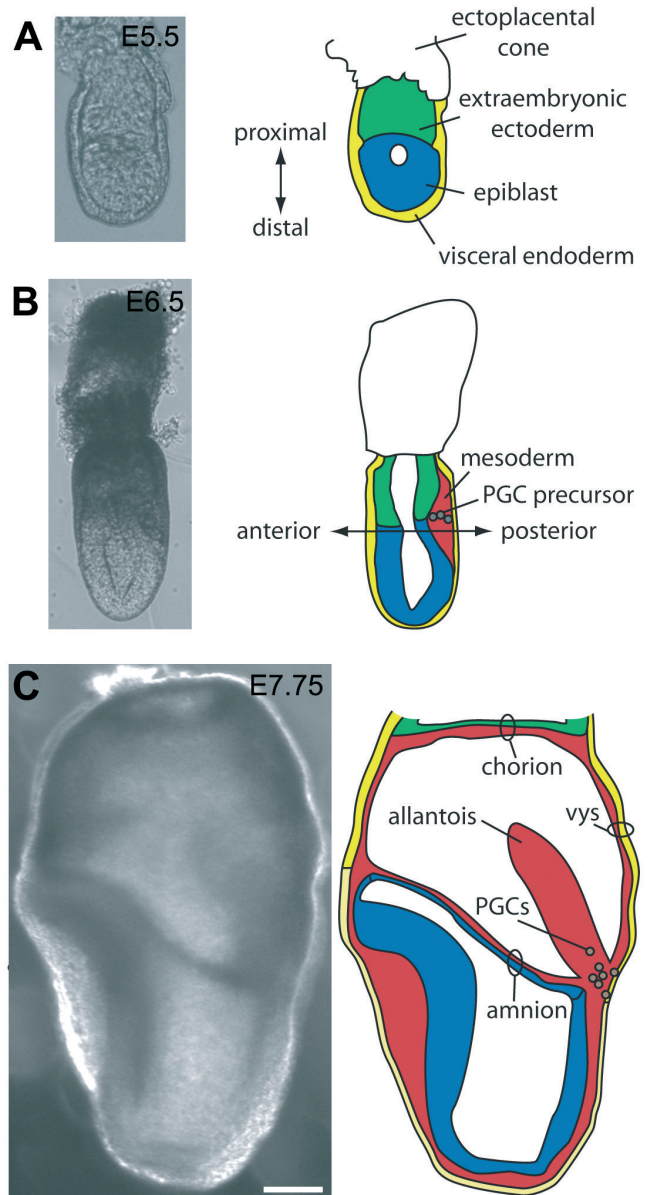 A
E5.5
ectoplacental
cone
extraembryonic
ectoderm
proximal
distal
epiblast
visceral endoderm
B
E6.5
mesoderm
PGC precursor
anterior
posterior
C
E7.75
chorion
allantois
vys
PGCs
amnion